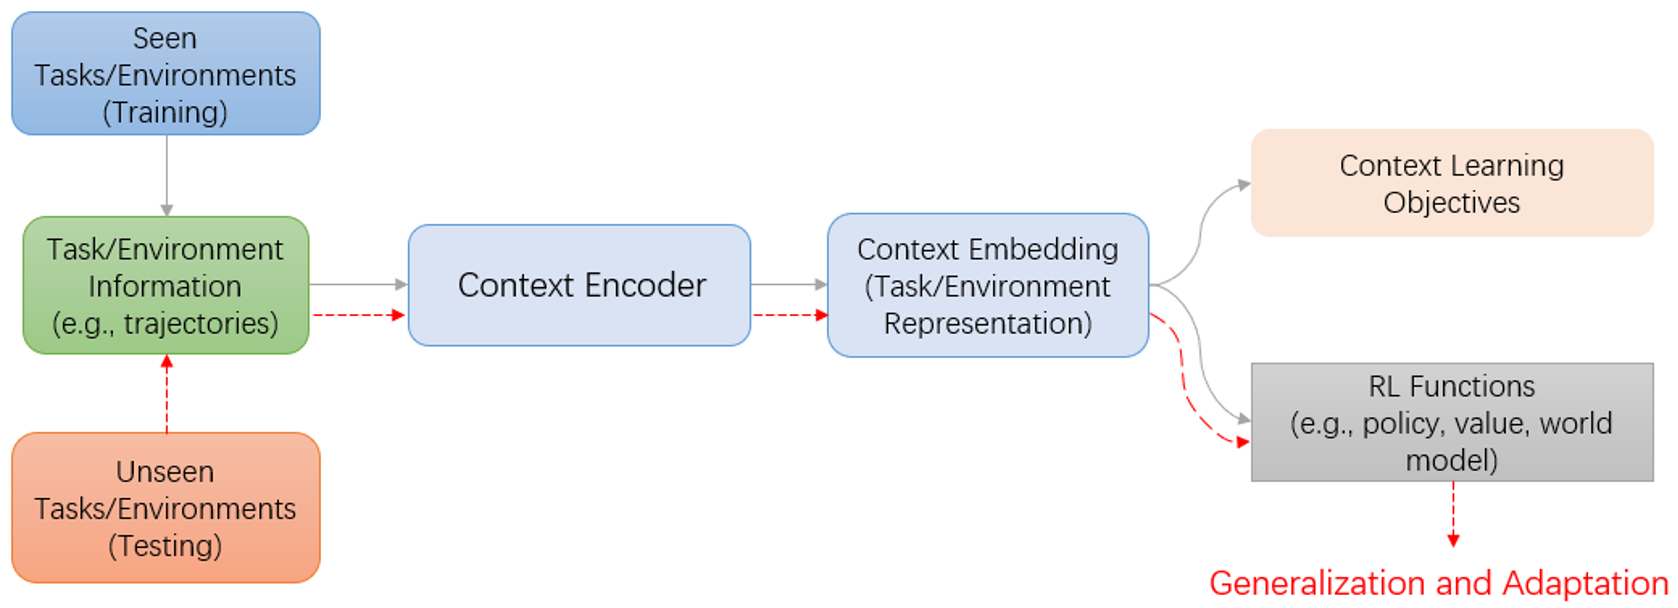 Seen
Tasks/Environments
(Training)
Task/Environment
Information
(e.g., trajectories)
Unseen
Tasks/Environments
(Testing)
Context Encoder
Context Embedding
(Task/Environment
Representation)
Context Learning
Objectives
RL Functions
(e.g., policy, value, world
model)
Generalization and Adaptation